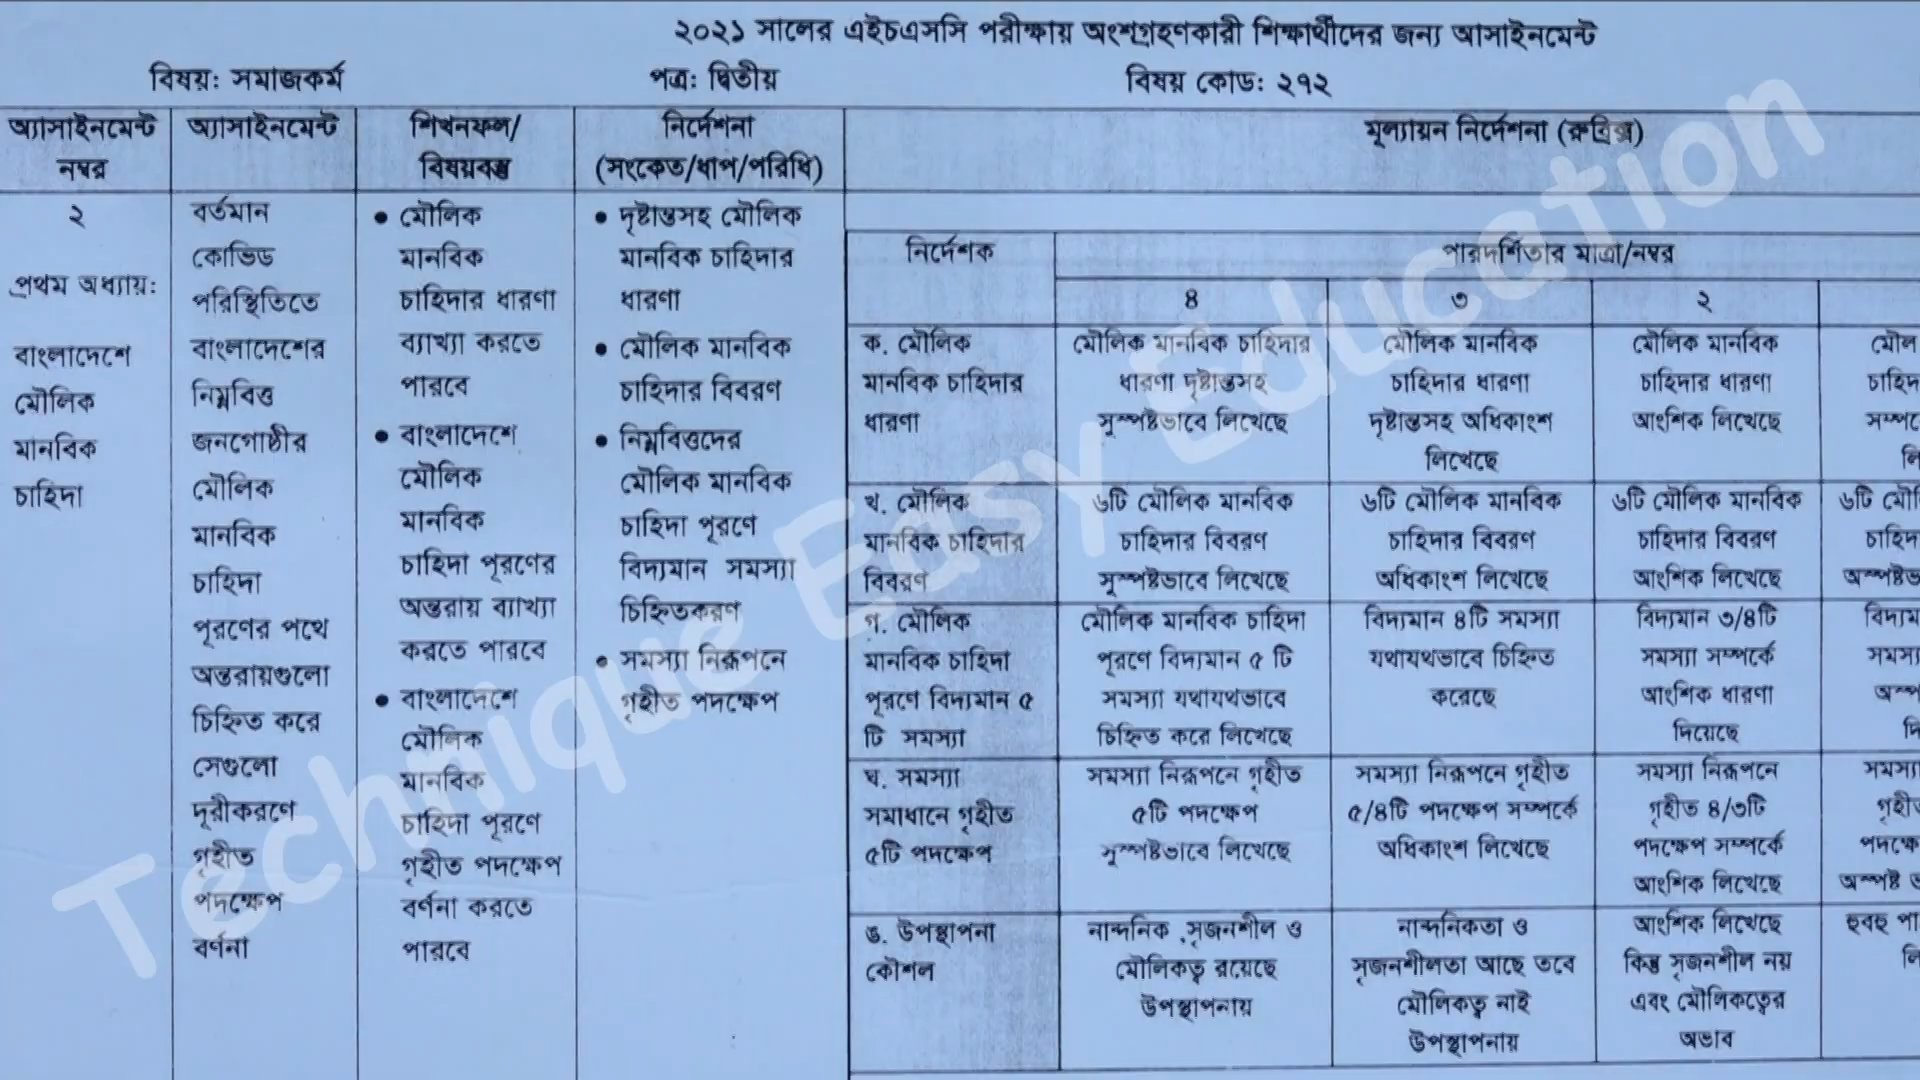 ২০২১ সালের এইচএসসি পরীক্ষায় অংশগ্রহণকারী শিক্ষার্থীদের জন্য আসাইনমেন্ট
বিষয়: সমাজকর্ম
পত্র: দ্বিতীয়
বিষয় কোড: ২৭২
অ্যাসাইনমেন্ট
নম্বর
অ্যাসাইনমেন্ট
শিখনফল/
বিষয়বস্তু
নির্দেশনা
(সংকেত/ধাপ/পরিধি)
মূল্যায়ন নির্দেশনা (রুব্রিক্স)
২
প্রথম অধ্যায়:
বাংলাদেশে
মৌলিক
মানবিক
চাহিদা
বর্তমান
কোভিড
পরিস্থিতিতে
বাংলাদেশের
নিম্নবিত্ত
জনগোষ্ঠীর
মৌলিক
মানবিক
চাহিদা
পূরণের পথে
অন্তরায়গুলো
চিহ্নিত করে
সেগুলো
দূরীকরণে
গৃহীত
পদক্ষেপ
বর্ণনা
• মৌলিক
মানবিক
চাহিদার ধারণা
ব্যাখ্যা করতে
পারবে
• বাংলাদেশে
মৌলিক
মানবিক
চাহিদা পূরণের
অন্তরায় ব্যাখ্যা
করতে পারবে
• বাংলাদেশে
মৌলিক
মানবিক
চাহিদা পূরণে
গৃহীত পদক্ষেপ
বর্ণনা করতে
পারবে
• দৃষ্টান্তসহ মৌলিক
মানবিক চাহিদার
ধারণা
• মৌলিক মানবিক
চাহিদার বিবরণ
• নিম্নবিত্তদের
মৌলিক মানবিক
চাহিদা পূরণে
বিদ্যমান সমস্যা
চিহ্নিতকরণ
• সমস্যা নিরূপনে
গৃহীত পদক্ষেপ
নির্দেশক
পারদর্শিতার মাত্রা/নম্বর
৪
৩
২
ক. মৌলিক
মানবিক চাহিদার
ধারণা
মৌলিক মানবিক চাহিদার
ধারণা দৃষ্টান্তসহ
সুস্পষ্টভাবে লিখেছে
মৌলিক মানবিক
চাহিদার ধারণা
দৃষ্টান্তসহ অধিকাংশ
লিখেছে
মৌলিক মানবিক
চাহিদার ধারণা
আংশিক লিখেছে
খ. মৌলিক
মানবিক চাহিদার
বিবরণ
৬টি মৌলিক মানবিক
চাহিদার বিবরণ
সুস্পষ্টভাবে লিখেছে
৬টি মৌলিক মানবিক
চাহিদার বিবরণ
অধিকাংশ লিখেছে
৬টি মৌলিক মানবিক
চাহিদার বিবরণ
আংশিক লিখেছে
৬টি
গ. মৌলিক
মানবিক চাহিদা
পূরণে বিদ্যমান ৫
টি সমস্যা
মৌলিক মানবিক চাহিদা
পূরণে বিদ্যমান ৫ টি
সমস্যা যথাযথভাবে
চিহ্নিত করে লিখেছে
বিদ্যমান ৪টি সমস্যা
যথাযথভাবে চিহ্নিত
করেছে
বিদ্যমান ৩/৪টি
সমস্যা সম্পর্কে
আংশিক ধারণা
দিয়েছে
ঘ. সমস্যা
সমাধানে গৃহীত
৫টি পদক্ষেপ
সমস্যা নিরূপনে গৃহীত
৫টি পদক্ষেপ
সুস্পষ্টভাবে লিখেছে
সমস্যা নিরূপনে গৃহীত
৫/৪টি পদক্ষেপ সম্পর্কে
অধিকাংশ লিখেছে
সমস্যা নিরূপনে
গৃহীত ৪/৩টি
পদক্ষেপ সম্পর্কে
আংশিক লিখেছে
অস্পষ্ট
ঙ. উপস্থাপনা
কৌশল
নান্দনিক ,সৃজনশীল ও
মৌলিকত্ব রয়েছে
উপস্থাপনায়
নান্দনিকতা ও
সৃজনশীলতা আছে তবে
মৌলিকত্ব নাই
উপস্থাপনায়
আংশিক লিখেছে
কিন্তু সৃজনশীল নয়
এবং মৌলিকত্বের
অভাব
হুবহু
Technique Easy Education